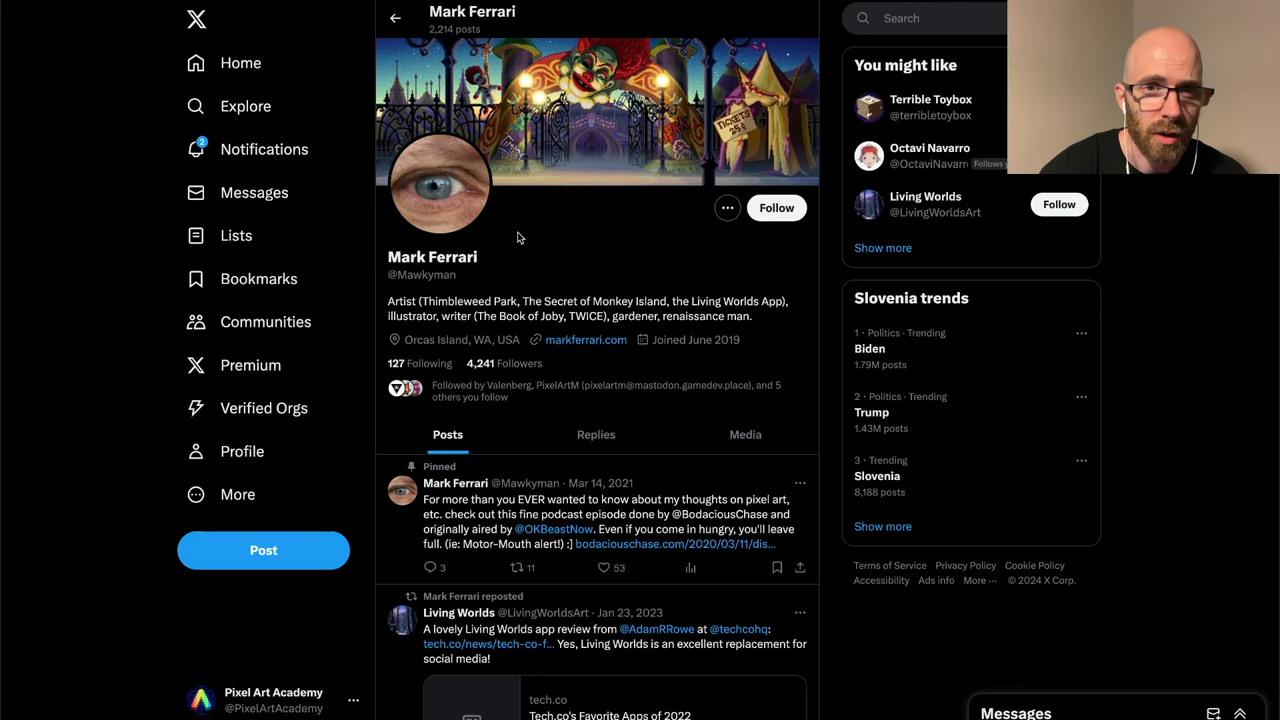 Home
Explore
2
Notifications
Messages
Lists
Bookmarks
Communities
Premium
Verified Orgs
Profile
More
Post
Pixel Art Academy
@PixelArtAcademy
Mark Ferrari
2,214 posts
TICKETS
25¢
Follow
Mark Ferrari
@Mawkyman
Artist (Thimbleweed Park, The Secret of Monkey Island, the Living Worlds App),
illustrator, writer (The Book of Joby, TWICE), gardener, renaissance man.
Orcas Island, WA, USA markferrari.com Joined June 2019
127 Following 4,241 Followers
Followed by Valenberg, PixelArtM (pixelartm@mastodon.gamedev.place), and 5
others you follow
Posts Replies Media
Pinned
Mark Ferrari @Mawkyman · Mar 14, 2021
For more than you EVER wanted to know about my thoughts on pixel art,
etc. check out this fine podcast episode done by @BodaciousChase and
originally aired by @OKBeastNow. Even if you come in hungry, you'll leave
full. (ie: Motor-Mouth alert!) :] bodaciouschase.com/2020/03/11/dis...
3 11 53
Mark Ferrari reposted
Living Worlds @LivingWorldsArt · Jan 23, 2023
A lovely Living Worlds app review from @AdamRRowe at @techcohq:
tech.co/news/tech-co-f... Yes, Living Worlds is an excellent replacement for
social media!
tech.co
Tech.co's Favorite Apps of 2022
Search
You might like
Terrible Toybox
@terribletoybox
Octavi Navarro
@OctaviNavarr Follows y
Living Worlds
@LivingWorldsArt
Follow
Show more
Slovenia trends
1 · Politics · Trending
Biden
1.79M posts
2 · Politics · Trending
Trump
1.43M posts
3 · Trending
Slovenia
8,188 posts
Show more
Terms of Service Privacy Policy Cookie Policy
Accessibility Ads info More ··· © 2024 X Corp.
Messages